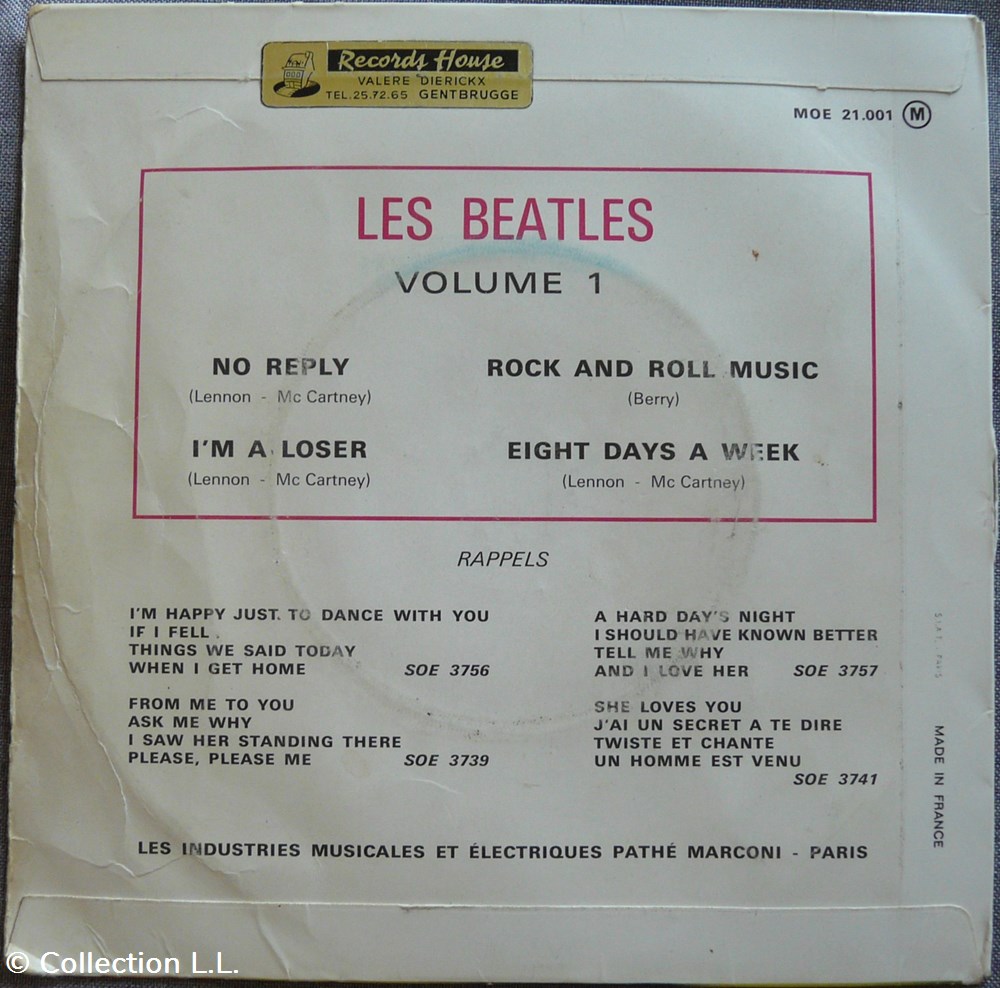 Records House
VALERE DIERICKX
TEL.25.72.65 GENTBRUGGE
MOE 21.001 M
LES BEATLES
VOLUME 1
NO REPLY
(Lennon - Mc Cartney)
I'M A LOSER
(Lennon - Mc Cartney)
ROCK AND ROLL MUSIC
(Berry)
EIGHT DAYS A WEEK
(Lennon - Mc Cartney)
RAPPELS
I'M HAPPY JUST TO DANCE WITH YOU
IF I FELL
THINGS WE SAID TODAY
WHEN I GET HOME SOE 3756
A HARD DAY'S NIGHT
I SHOULD HAVE KNOWN BETTER
TELL ME WHY
AND I LOVE HER SOE 3757
FROM ME TO YOU
ASK ME WHY
I SAW HER STANDING THERE
PLEASE, PLEASE ME SOE 3739
SHE LOVES YOU
J'AI UN SECRET A TE DIRE
TWISTE ET CHANTE
UN HOMME EST VENU
SOE 3741
LES INDUSTRIES MUSICALES ET ÉLECTRIQUES PATHÉ MARCONI - PARIS
MADE IN FRANCE
© Collection L.L.